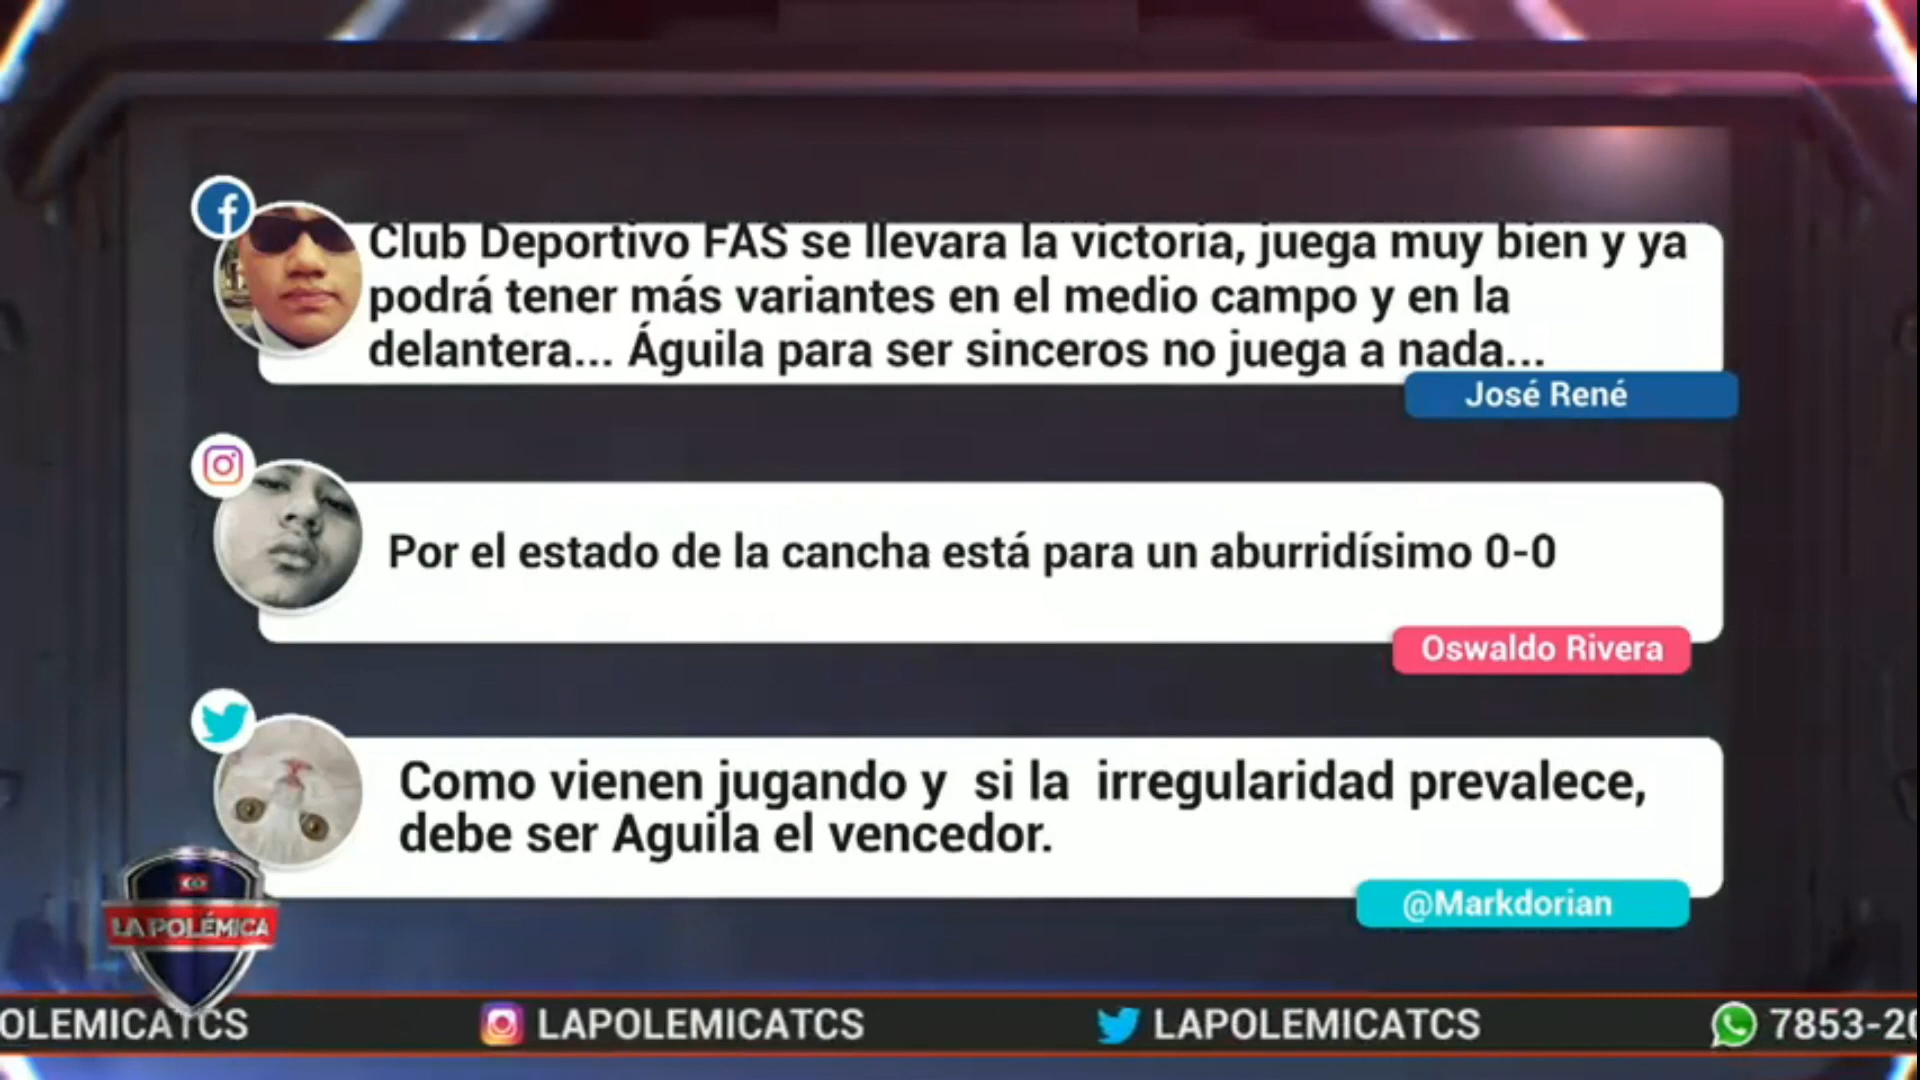 Club Deportivo FAS se llevara la victoria, juega muy bien y ya
podrá tener más variantes en el medio campo y en la
delantera... Águila para ser sinceros no juega a nada...
José René
Por el estado de la cancha está para un aburridísimo 0-0
Oswaldo Rivera
Como vienen jugando y si la irregularidad prevalece,
debe ser Aguila el vencedor.
@Markdorian
LA POLÉMICA
OLEMICATCS LAPOLEMICATCS LAPOLEMICATCS 7853-20